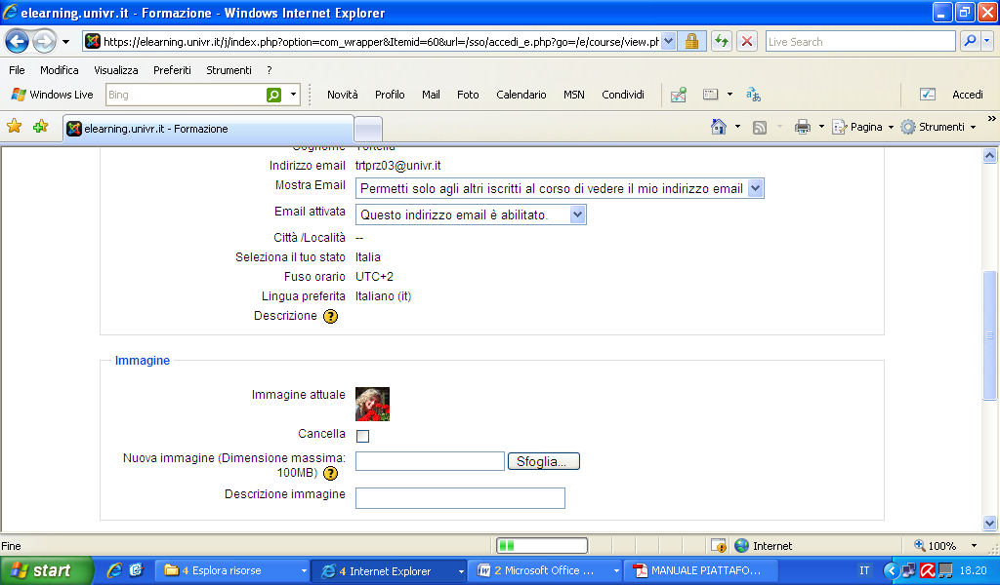 elearning.univr.it - Formazione - Windows Internet Explorer
https://elearning.univr.it/j/index.php?option=com_wrapper&Itemid=60&url=/sso/accedi_e.php?go=/e/course/view.ph
Live Search
File Modifica Visualizza Preferiti Strumenti ?
Windows Live Bing Novità Profilo Mail Foto Calendario MSN Condividi Accedi
elearning.univr.it - Formazione Pagina Strumenti »
Cognome Tortella
Indirizzo email trtprz03@univr.it
Mostra Email Permetti solo agli altri iscritti al corso di vedere il mio indirizzo email
Email attivata Questo indirizzo email è abilitato.
Città /Località --
Seleziona il tuo stato Italia
Fuso orario UTC+2
Lingua preferita Italiano (it)
Descrizione ?
Immagine
Immagine attuale
Cancella
Nuova immagine (Dimensione massima:
100MB) ? Sfoglia...
Descrizione immagine
Fine Internet 100%
start 4 Esplora risorse 4 Internet Explorer 2 Microsoft Office ... MANUALE PIATTAFO... IT 18.20